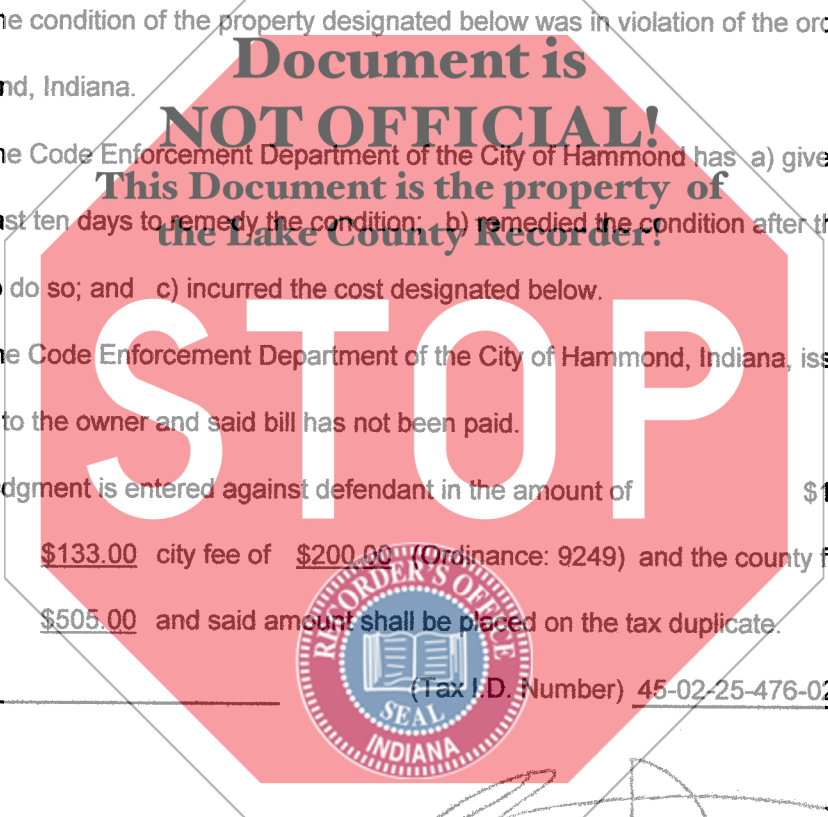 e condition of the property designated below was in violation of the ord
Document is
nd, Indiana.
NOT OFFICIAL!
e Code Enforcement Department of the City of Hammond has a) give
This Document is the property of
st ten days to remedy the condition; b) remedied the condition after th
the Lake County Recorder!
do so; and c) incurred the cost designated below.
STOP
e Code Enforcement Department of the City of Hammond, Indiana, iss
to the owner and said bill has not been paid.
dgment is entered against defendant in the amount of $1
$133.00 city fee of $200.00 (Ordinance: 9249) and the county f
$505.00 and said amount shall be placed on the tax duplicate.
RECORDER'S OFFICE
(Tax I.D. Number) 45-02-25-476-02
SEAL
INDIANA